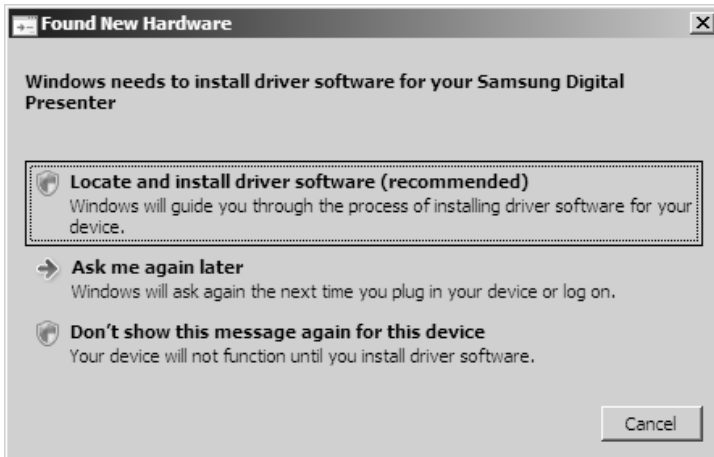 Found New Hardware
Windows needs to install driver software for your Samsung Digital
Presenter
Locate and install driver software (recommended)
Windows will guide you through the process of installing driver software for your
device.
Ask me again later
Windows will ask again the next time you plug in your device or log on.
Don't show this message again for this device
Your device will not function until you install driver software.
Cancel